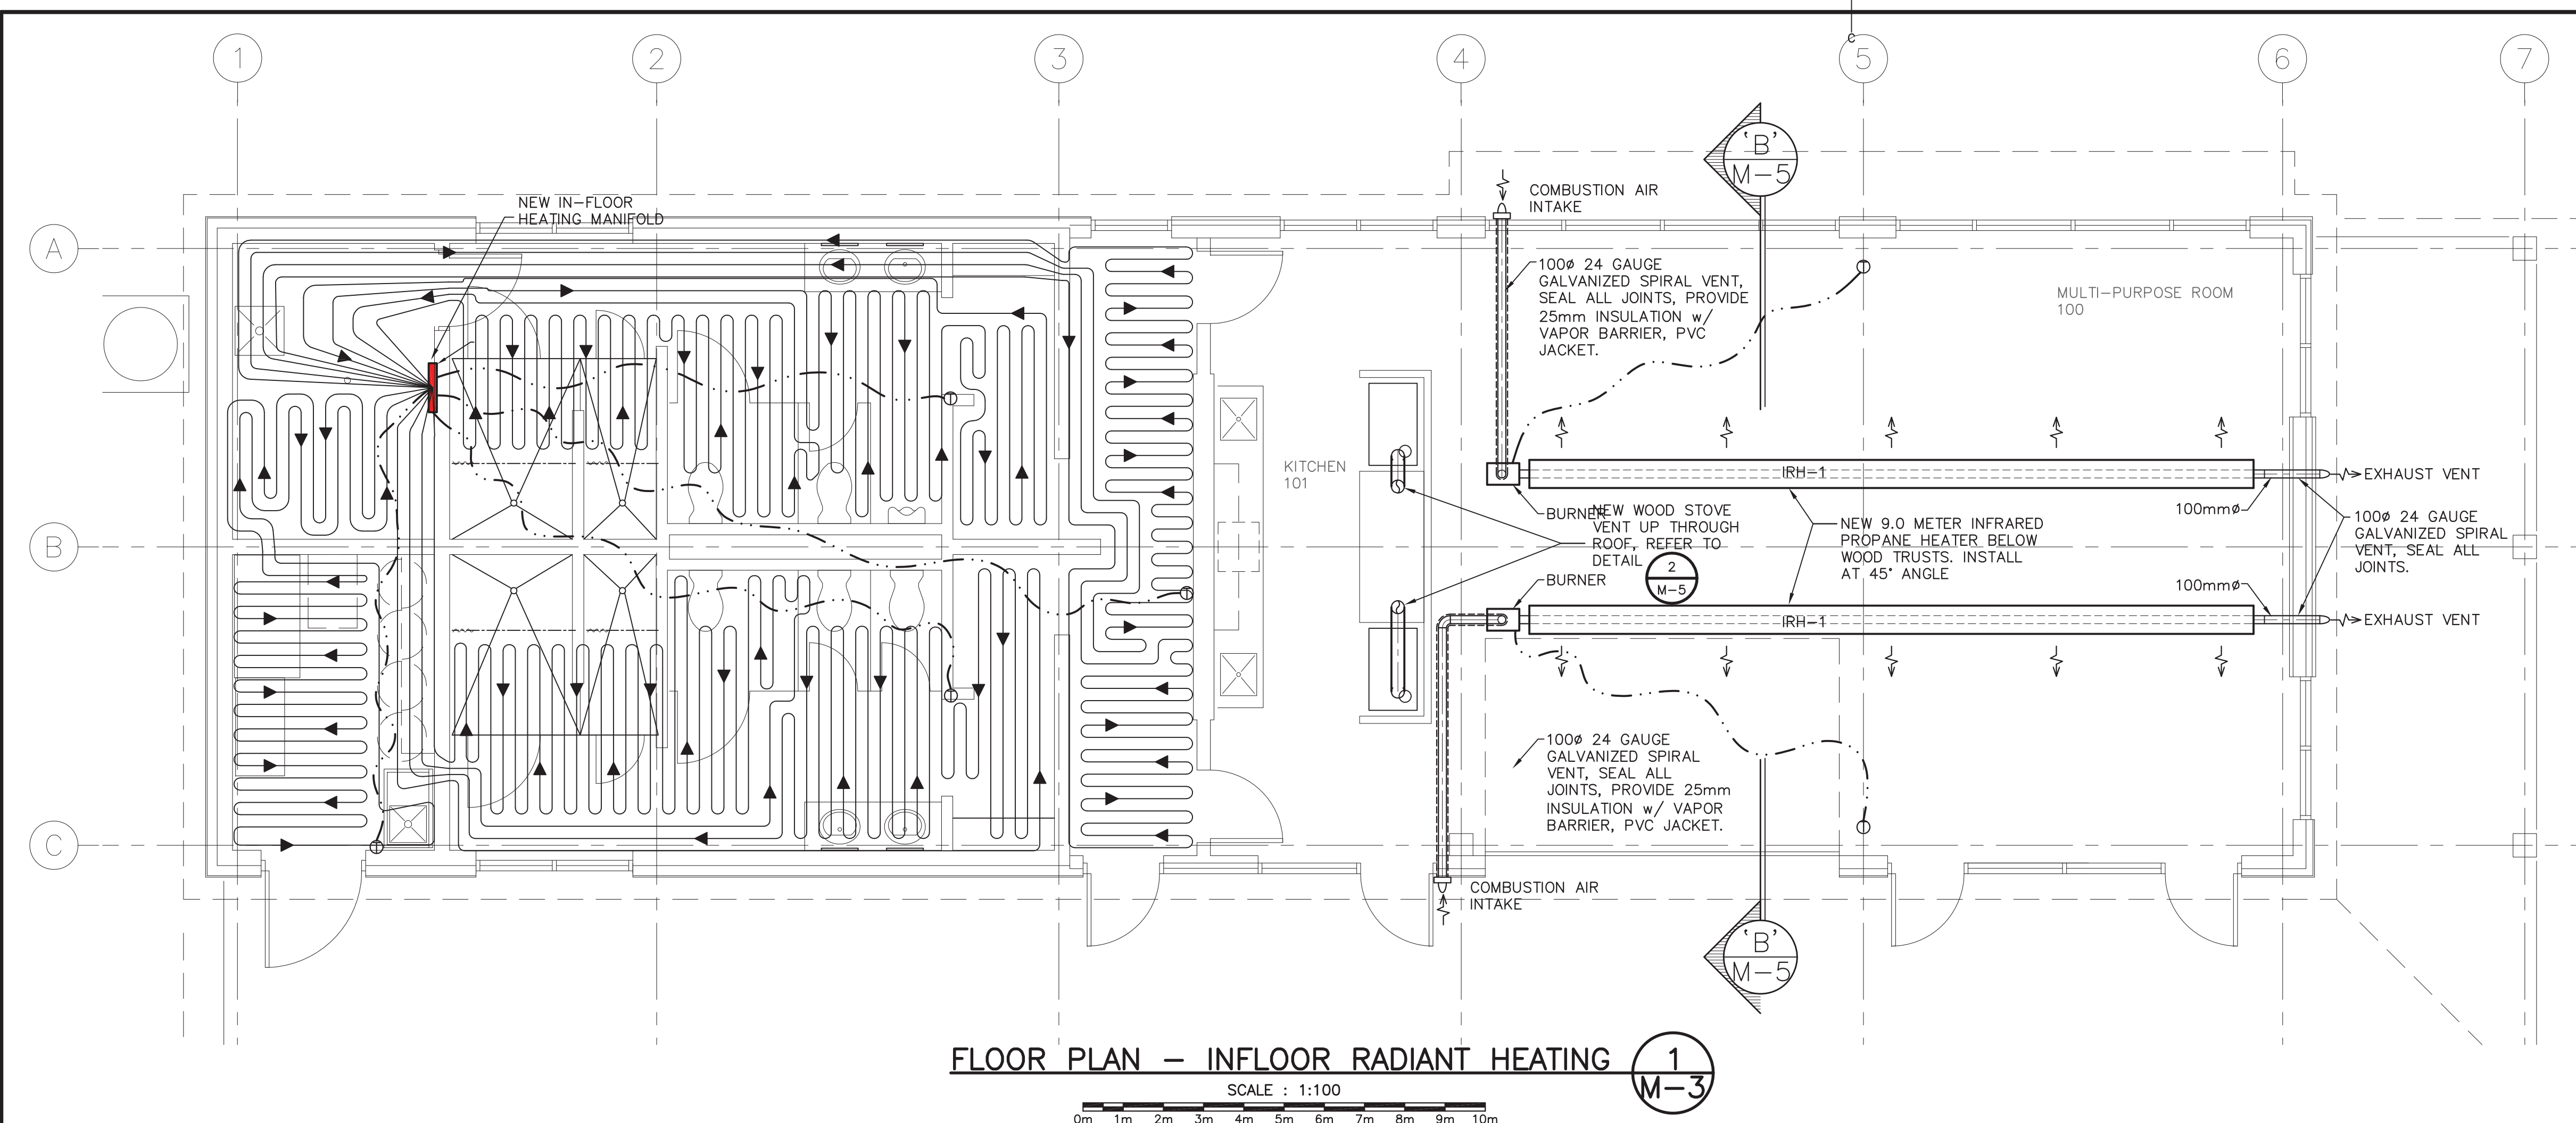 C
1
2
3
4
5
6
7
A
B
C
'B'
M-5
NEW IN-FLOOR
HEATING MANIFOLD
COMBUSTION AIR
INTAKE
100ø 24 GAUGE
GALVANIZED SPIRAL VENT,
SEAL ALL JOINTS, PROVIDE
25mm INSULATION w/
VAPOR BARRIER, PVC
JACKET.
MULTI-PURPOSE ROOM
100
KITCHEN
101
IRH-1
EXHAUST VENT
100mmø
BURNER
NEW WOOD STOVE
VENT UP THROUGH
ROOF, REFER TO
DETAIL
2
M-5
NEW 9.0 METER INFRARED
PROPANE HEATER BELOW
WOOD TRUSTS. INSTALL
AT 45° ANGLE
100ø 24 GAUGE
GALVANIZED SPIRAL
VENT, SEAL ALL
JOINTS.
BURNER
100mmø
IRH-1
EXHAUST VENT
100ø 24 GAUGE
GALVANIZED SPIRAL
VENT, SEAL ALL
JOINTS, PROVIDE 25mm
INSULATION w/ VAPOR
BARRIER, PVC JACKET.
COMBUSTION AIR
INTAKE
'B'
M-5
FLOOR PLAN - INFLOOR RADIANT HEATING
1
M-3
SCALE : 1:100
0m 1m 2m 3m 4m 5m 6m 7m 8m 9m 10m